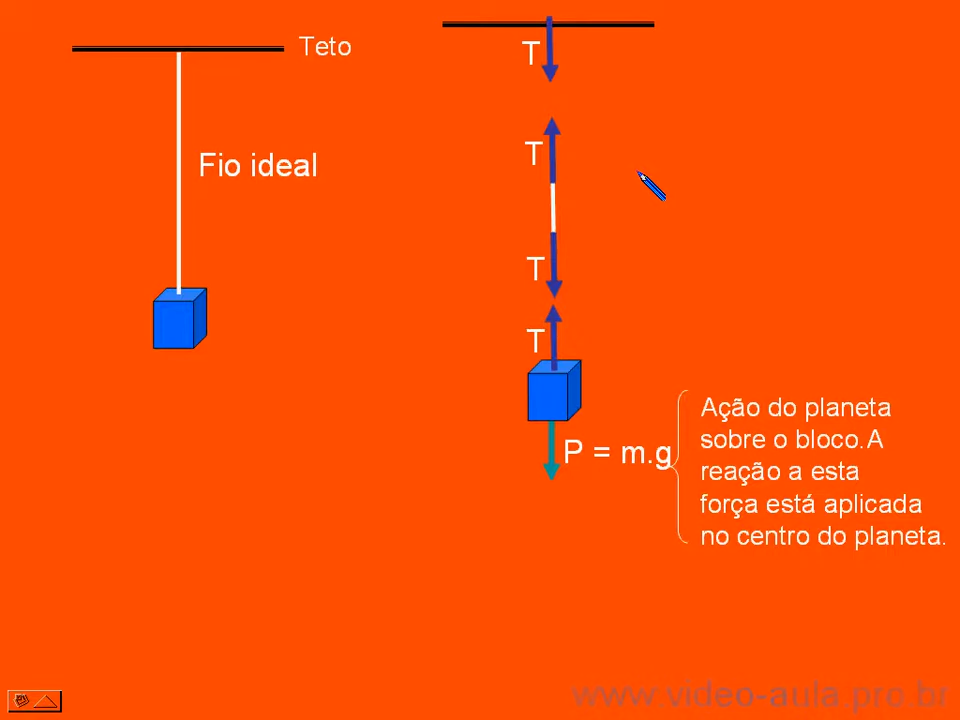 Teto
Fio ideal
T
T
T
T
P = m.g
Ação do planeta
sobre o bloco.A
reação a esta
força está aplicada
no centro do planeta.
www.video-aula.pro.br